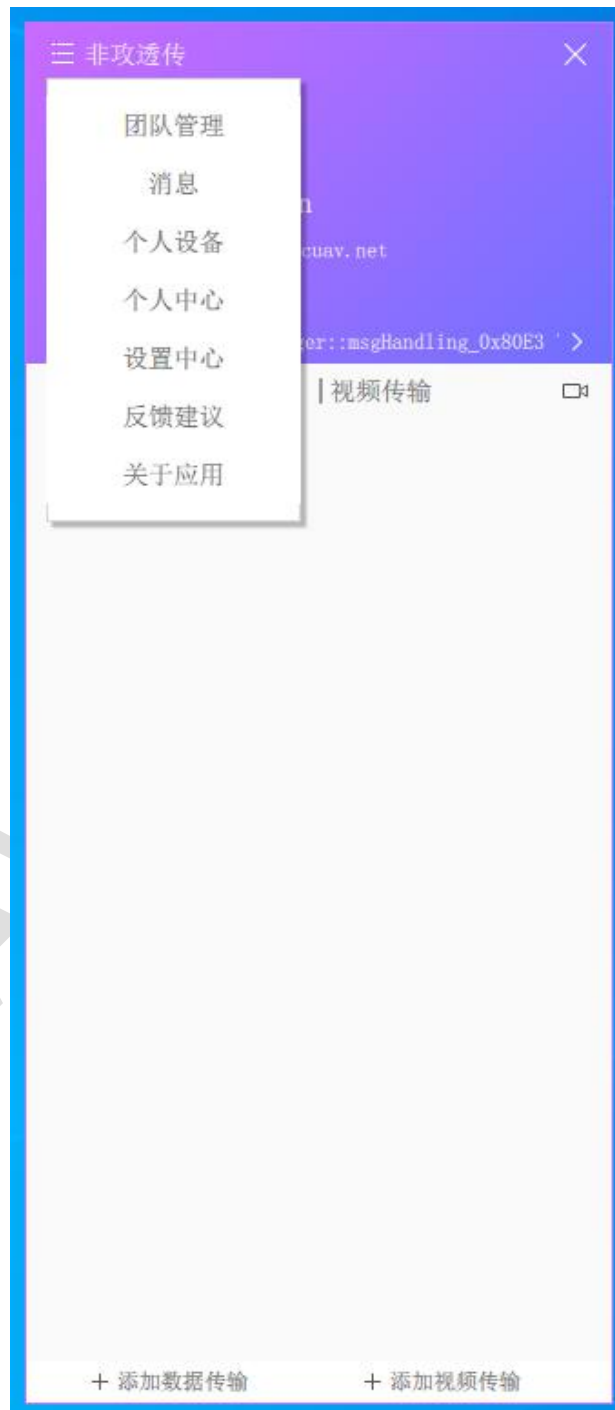 非攻透传
团队管理
消息
n
个人设备
cuav.net
个人中心
er::msgHandling_0x80E3
设置中心
视频传输
反馈建议
关于应用
+ 添加数据传输
+ 添加视频传输